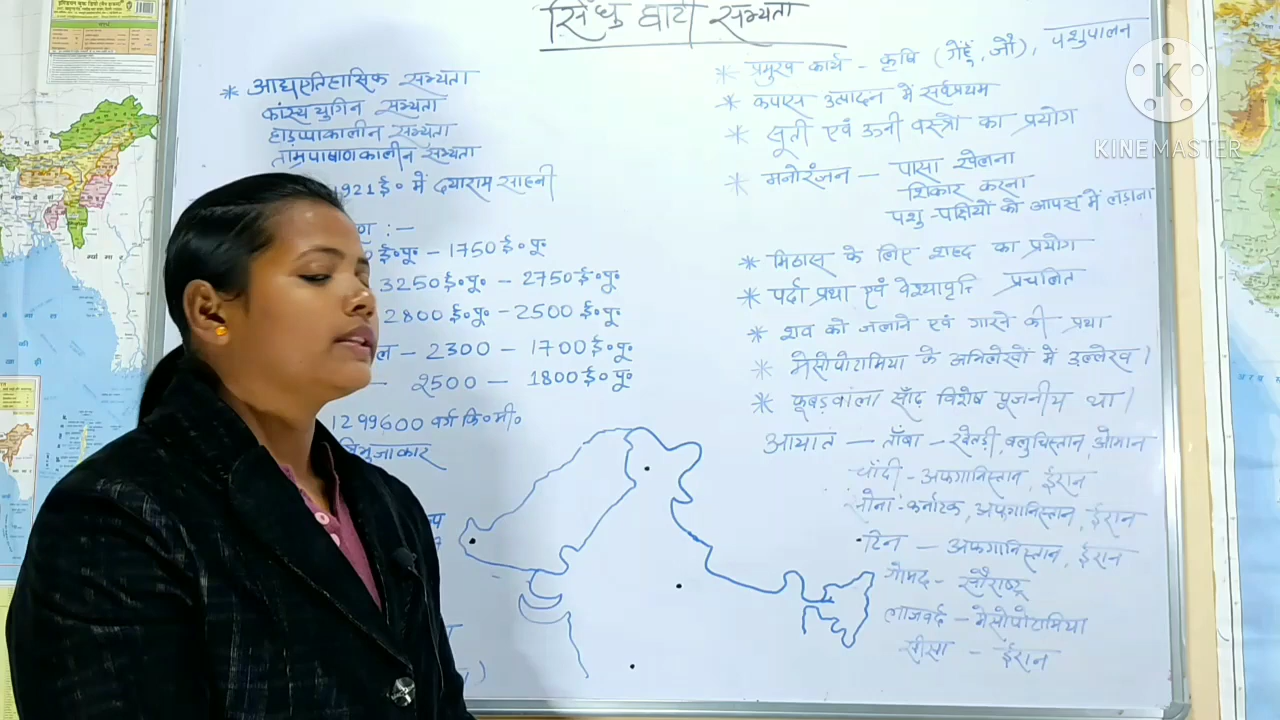 सिंधु घाटी सभ्यता
* आद्यऐतिहासिक सभ्यता
कांस्य युगिन सभ्यता
हाड़प्पाकालीन सभ्यता
ताम्रपाषाणकालीन सभ्यता
1921 ई० में दयाराम साहनी
:-
ई०पू० - 1750 ई०पू०
3250 ई०पू० - 2750 ई०पू०
2800 ई०पू० - 2500 ई०पू०
- 2300 - 1700 ई०पू०
- 2500 - 1800 ई०पू०
1299600 वर्ग कि०मी०
त्रिभुजाकार
* प्रमुख कार्य - कृषि (गेहूँ, जौ), पशुपालन
* कपास उत्पादन में सर्वप्रथम
* सूती एवं ऊनी वस्त्रों का प्रयोग
* मनोरंजन - पासा खेलना
शिकार करना
पशु-पक्षियों को आपस में लड़ाना
* मिठास के लिए शहद का प्रयोग
* पर्दा प्रथा एवं वेश्यावृत्ति प्रचलित
* शव को जलाने एवं गारने की प्रथा
* मेसोपोटामिया के अभिलेखों में उल्लेख।
* कूबड़वाला साँढ़ विशेष पूजनीय था।
आयात - ताँबा - खेतड़ी, बलुचिस्तान, ओमान
चाँदी - अफगानिस्तान, ईरान
सोना - कर्नाटक, अफगानिस्तान, ईरान
टिन - अफगानिस्तान, ईरान
गोमद - सौराष्ट्र
लाजवर्द - मेसोपोटामिया
सीसा - ईरान
K
KINEMASTER